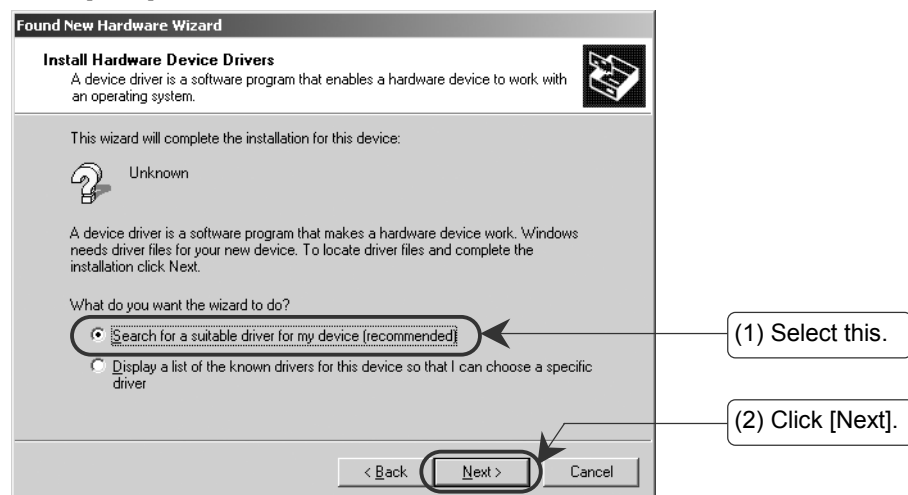 Found New Hardware Wizard
Install Hardware Device Drivers
A device driver is a software program that enables a hardware device to work with
an operating system.
This wizard will complete the installation for this device:
Unknown
A device driver is a software program that makes a hardware device work. Windows
needs driver files for your new device. To locate driver files and complete the
installation click Next.
What do you want the wizard to do?
Search for a suitable driver for my device (recommended)
(1) Select this.
Display a list of the known drivers for this device so that I can choose a specific
driver
(2) Click [Next].
< Back Next > Cancel